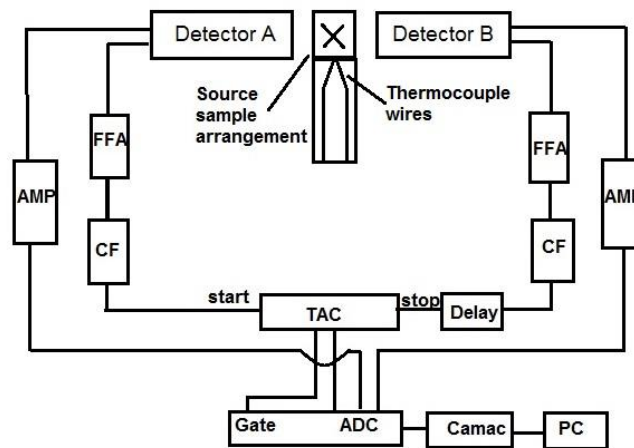 Detector A
Detector B
Source
sample
arrangement
Thermocouple
wires
FFA
FFA
AMP
AMP
CF
CF
start
TAC
stop
Delay
Gate
ADC
Camac
PC